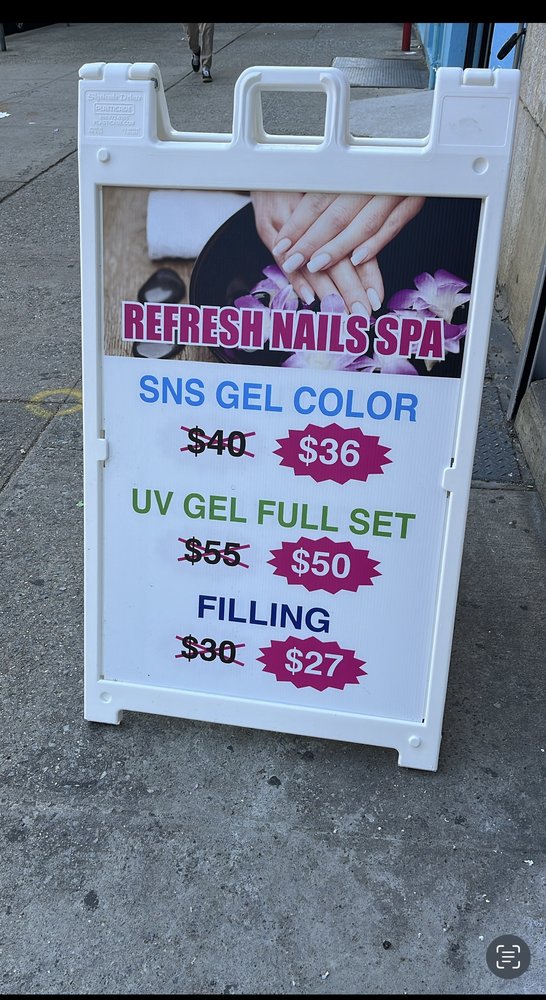 REFRESH NAILS SPA
SNS GEL COLOR
$40 $36
UV GEL FULL SET
$55 $50
FILLING
$30 $27